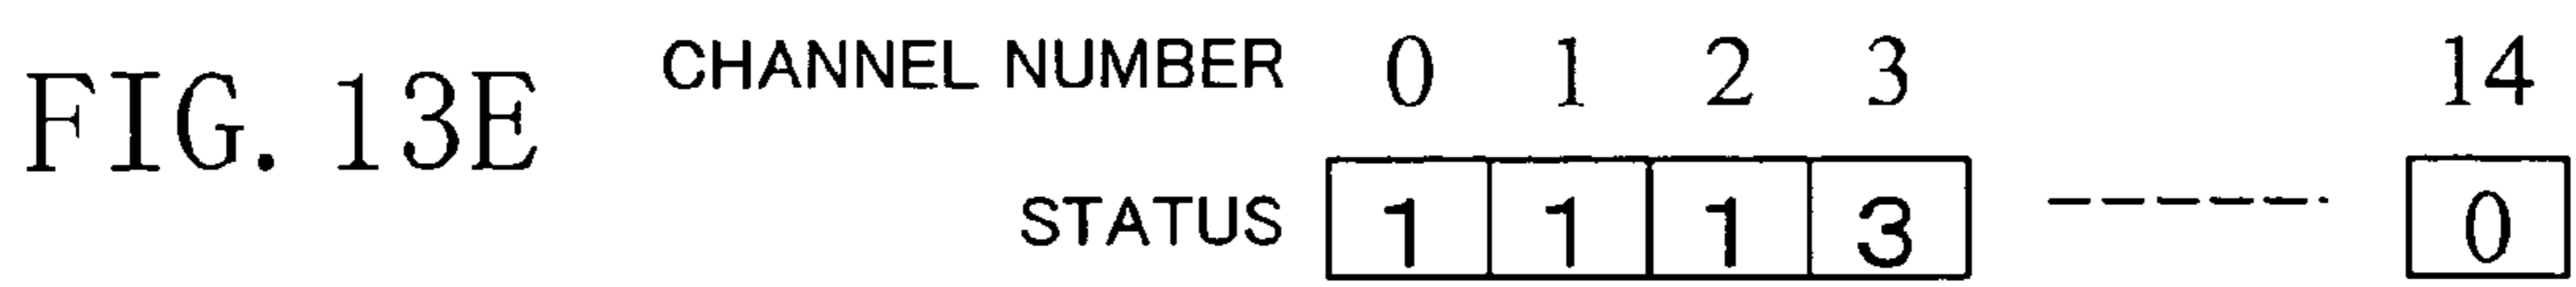 FIG. 13E
CHANNEL NUMBER 0 1 2 3 14
STATUS 1 1 1 3 ------ 0